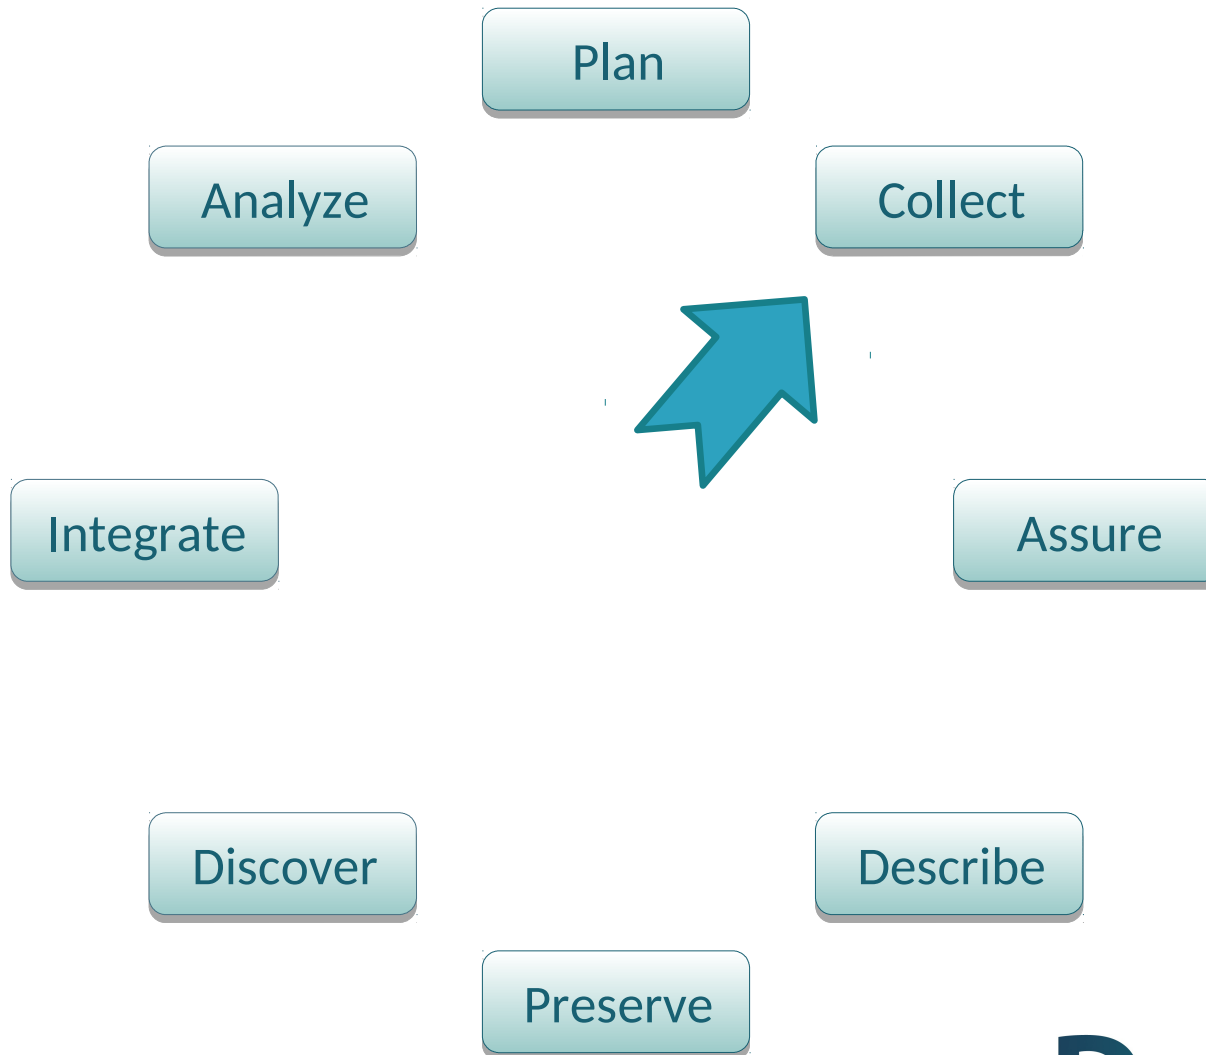 Plan
Analyze
Collect
Integrate
Assure
Discover
Describe
Preserve